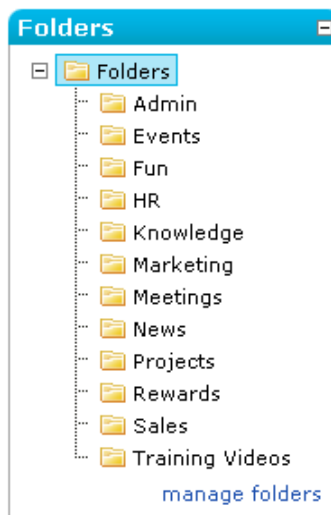 Folders
Folders
Admin
Events
Fun
HR
Knowledge
Marketing
Meetings
News
Projects
Rewards
Sales
Training Videos
manage folders